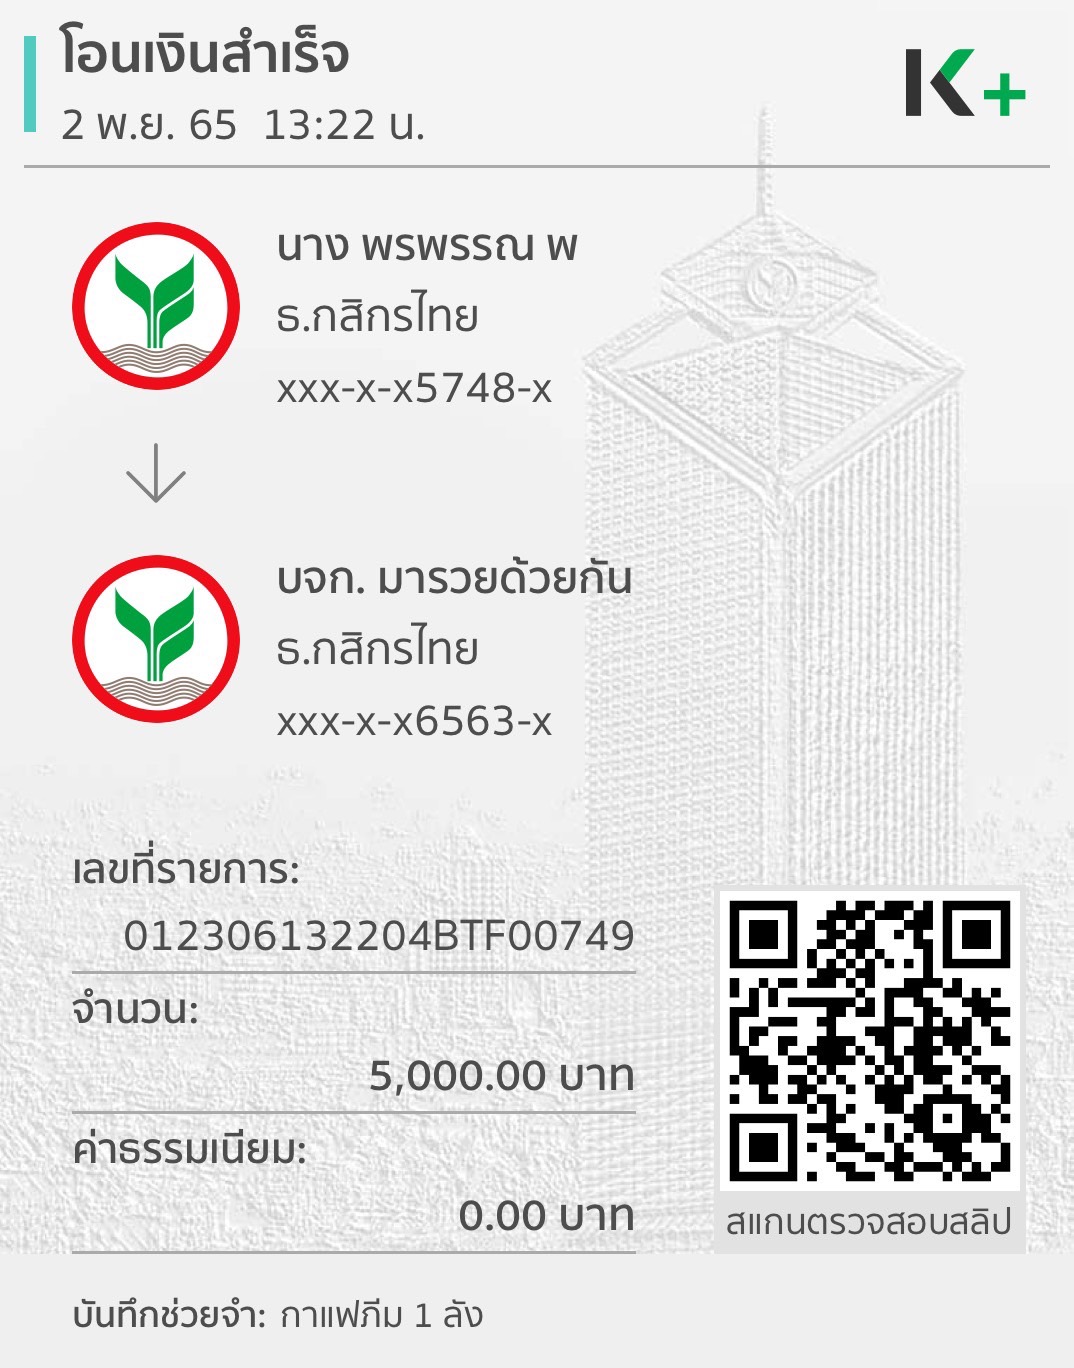 โอนเงินสำเร็จ
2 พ.ย. 65  13:22 น.
K+
นาง พรพรรณ พ
ธ.กสิกรไทย
xxx-x-x5748-x
บจก. มารวยด้วยกัน
ธ.กสิกรไทย
xxx-x-x6563-x
เลขที่รายการ:
012306132204BTF00749
จำนวน:
5,000.00 บาท
ค่าธรรมเนียม:
0.00 บาท
สแกนตรวจสอบสลิป
บันทึกช่วยจำ: กาแฟภีม 1 ลัง